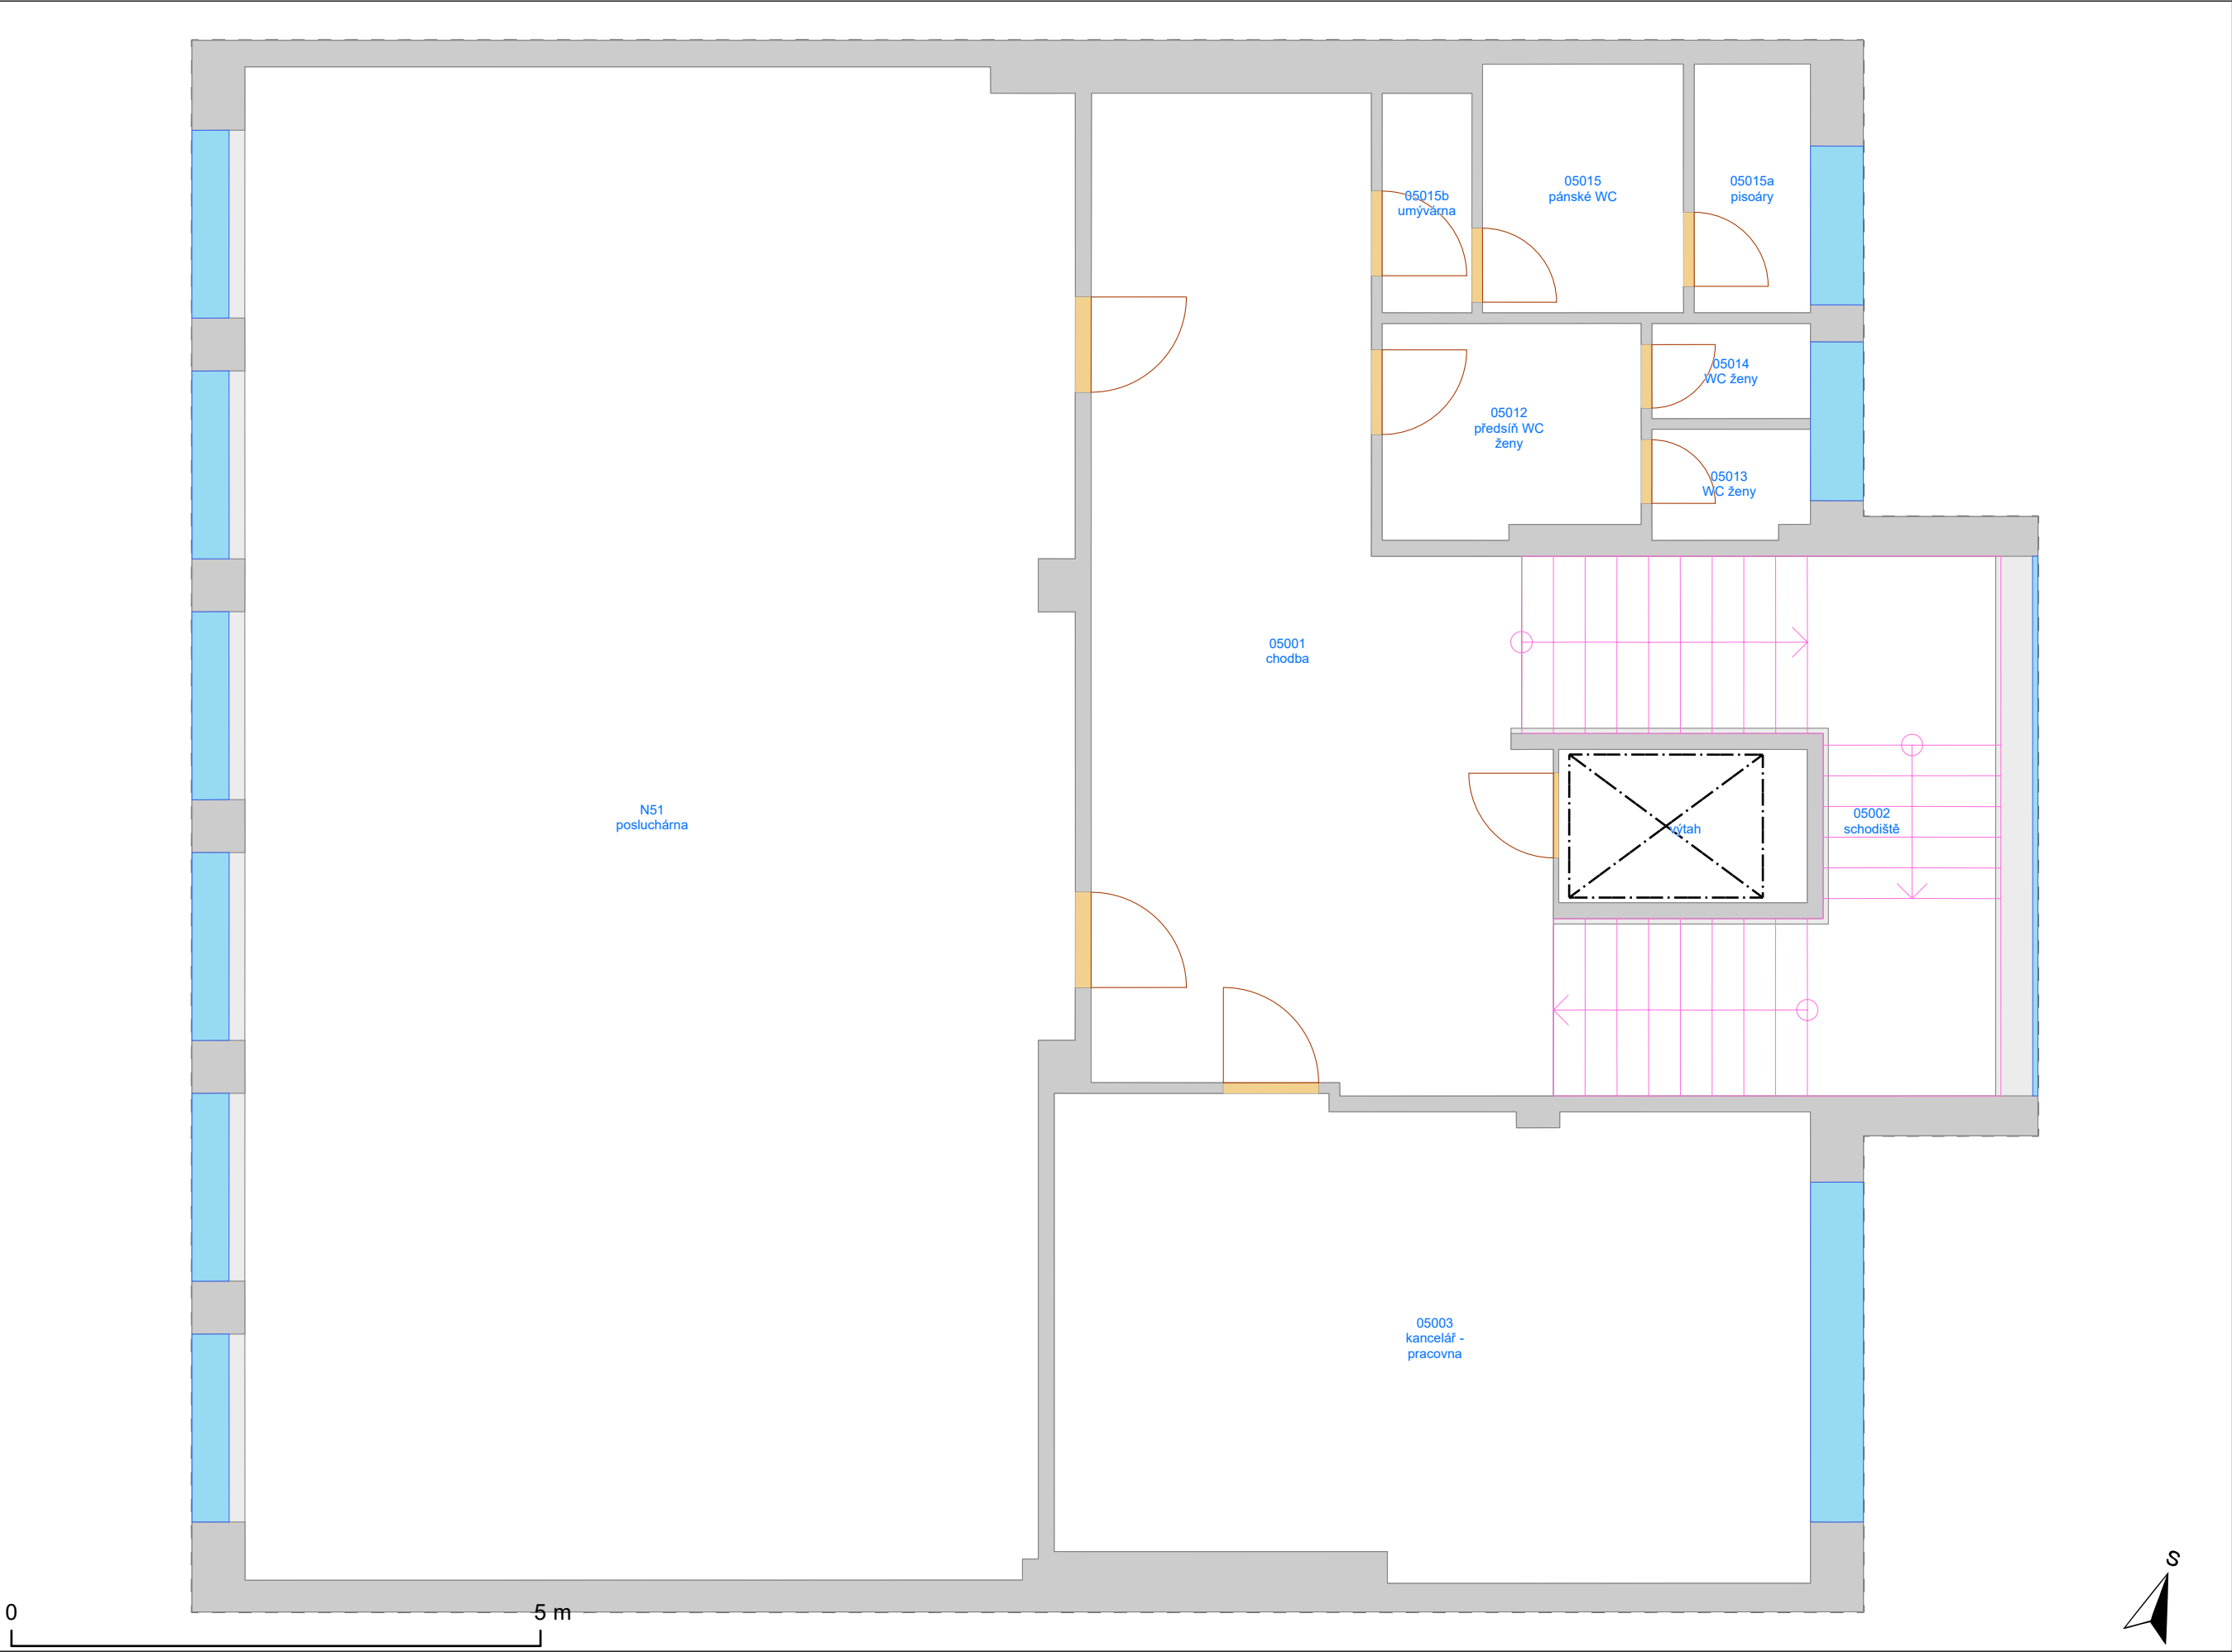 05015b
umývárna
05015
pánské WC
05015a
pisoáry
05014
WC ženy
05012
předsíň WC
ženy
05013
WC ženy
05001
chodba
N51
posluchárna
výtah
05002
schodiště
05003
kancelář -
pracovna
S
0
5 m